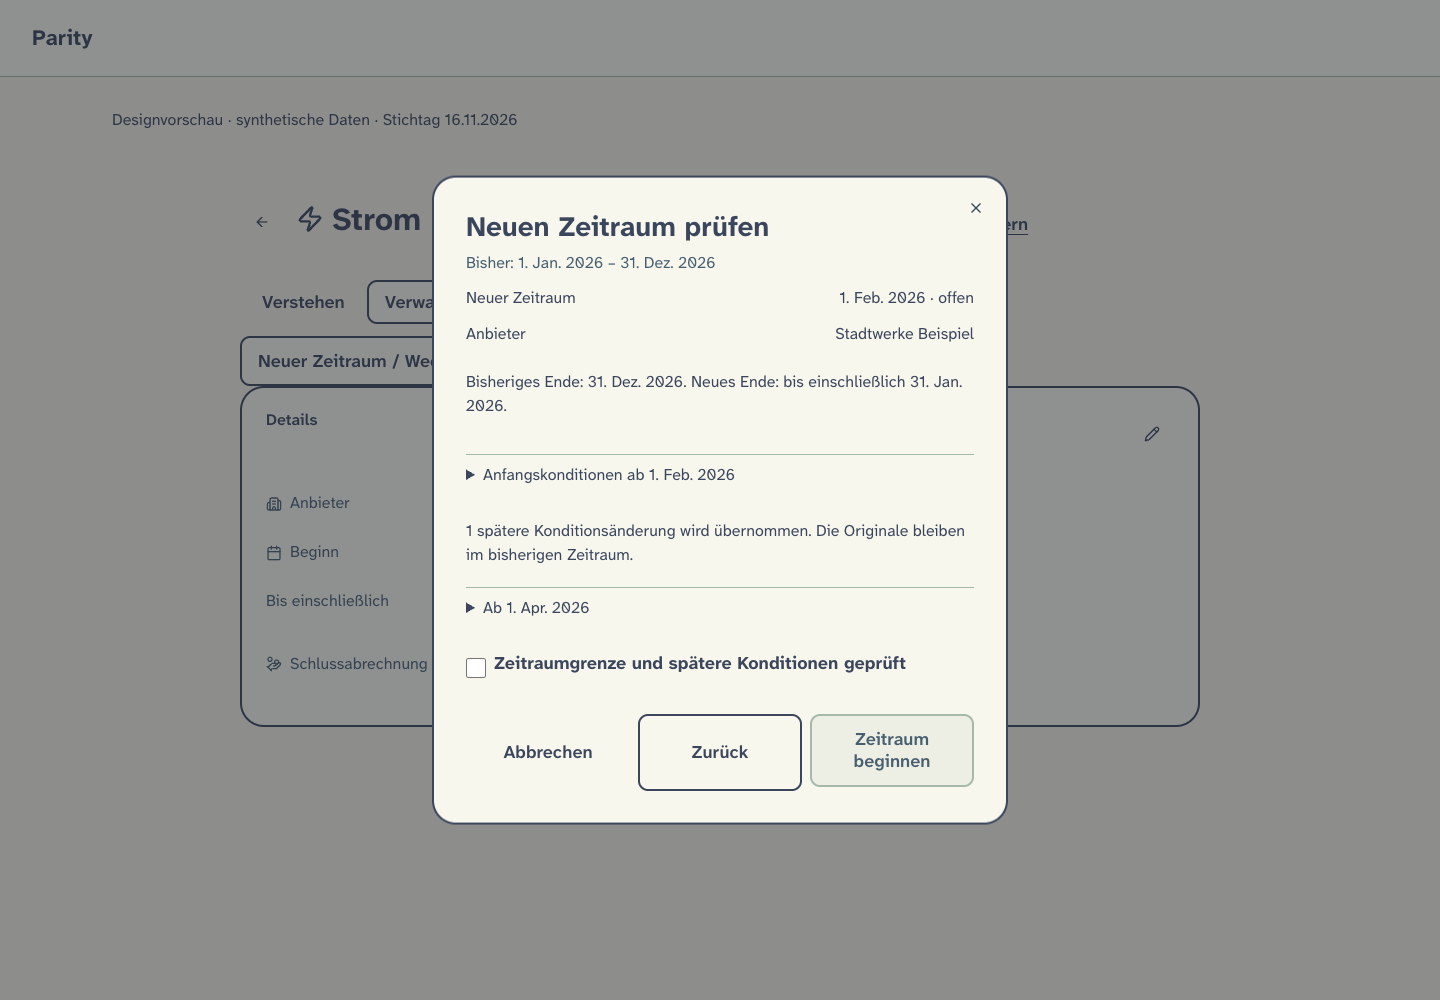 Parity
Designvorschau · synthetische Daten · Stichtag 16.11.2026
Strom
Verstehen
Neuer Zeitraum /
Details
Anbieter
Beginn
Bis einschließlich
Schlussabrechnung
Neuen Zeitraum prüfen
Bisher: 1. Jan. 2026 – 31. Dez. 2026
Neuer Zeitraum 1. Feb. 2026 · offen
Anbieter Stadtwerke Beispiel
Bisheriges Ende: 31. Dez. 2026. Neues Ende: bis einschließlich 31. Jan.
2026.
Anfangskonditionen ab 1. Feb. 2026
1 spätere Konditionsänderung wird übernommen. Die Originale bleiben
im bisherigen Zeitraum.
Ab 1. Apr. 2026
Zeitraumgrenze und spätere Konditionen geprüft
Abbrechen
Zurück
Zeitraum
beginnen